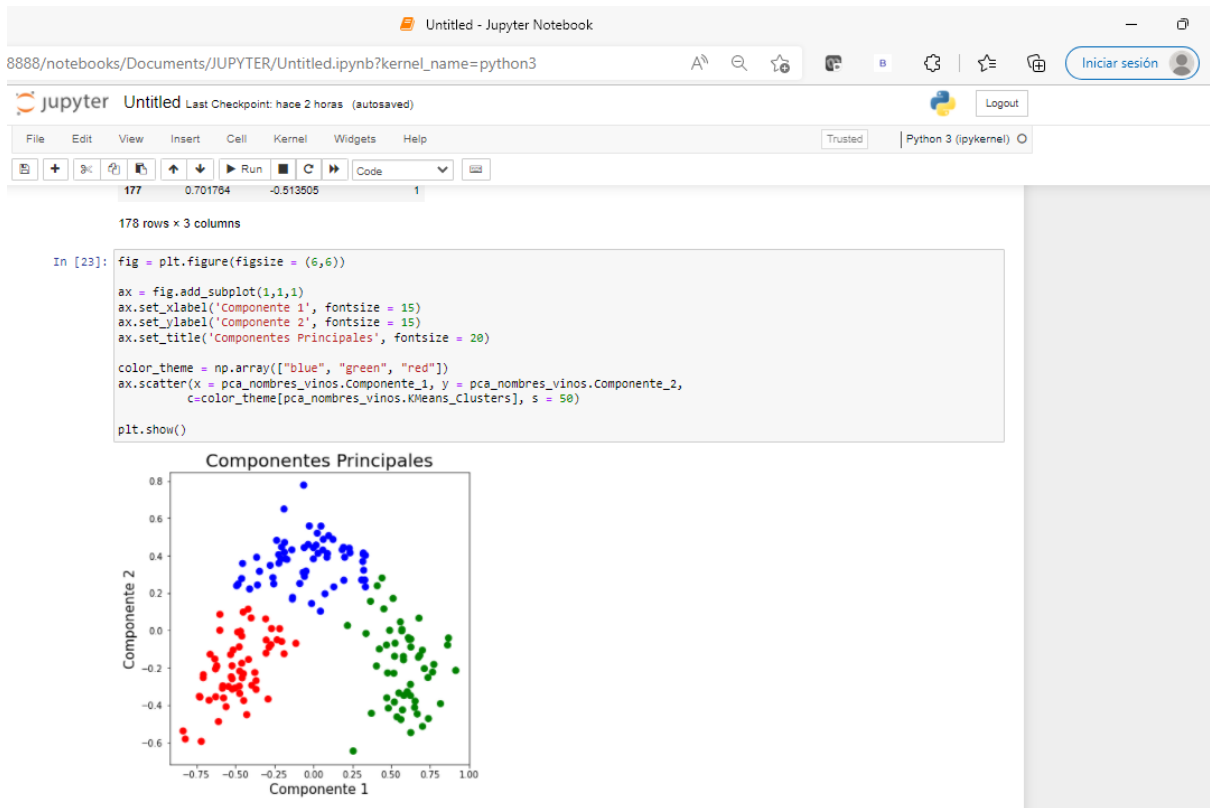 Untitled - Jupyter Notebook
8888/notebooks/Documents/JUPYTER/Untitled.ipynb?kernel_name=python3
B
Iniciar sesión
jupyter Untitled Last Checkpoint: hace 2 horas (autosaved)
Logout
File Edit View Insert Cell Kernel Widgets Help
Trusted
Python 3 (ipykernel)
Run
Code
177 0.701764 -0.513505 1
178 rows × 3 columns
In [23]: fig = plt.figure(figsize = (6,6))
ax = fig.add_subplot(1,1,1)
ax.set_xlabel('Componente 1', fontsize = 15)
ax.set_ylabel('Componente 2', fontsize = 15)
ax.set_title('Componentes Principales', fontsize = 20)
color_theme = np.array(["blue", "green", "red"])
ax.scatter(x = pca_nombres_vinos.Componente_1, y = pca_nombres_vinos.Componente_2,
c=color_theme[pca_nombres_vinos.KMeans_Clusters], s = 50)
plt.show()
Componentes Principales
0.8
0.6
0.4
0.2
0.0
−0.2
−0.4
−0.6
Componente 2
−0.75 −0.50 −0.25 0.00 0.25 0.50 0.75 1.00
Componente 1